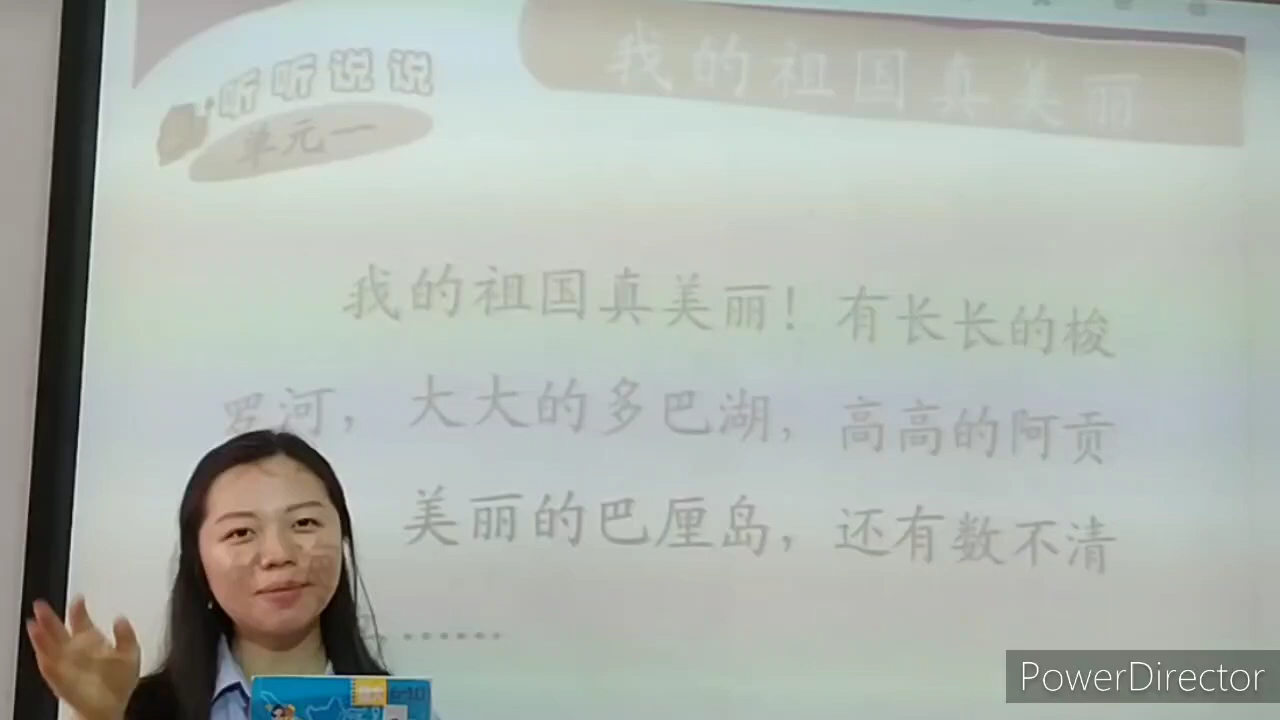 听听说说
单元一
我的祖国真美丽
我的祖国真美丽！有长长的梭
罗河，大大的多巴湖，高高的阿贡
美丽的巴厘岛，还有数不清
……
PowerDirector